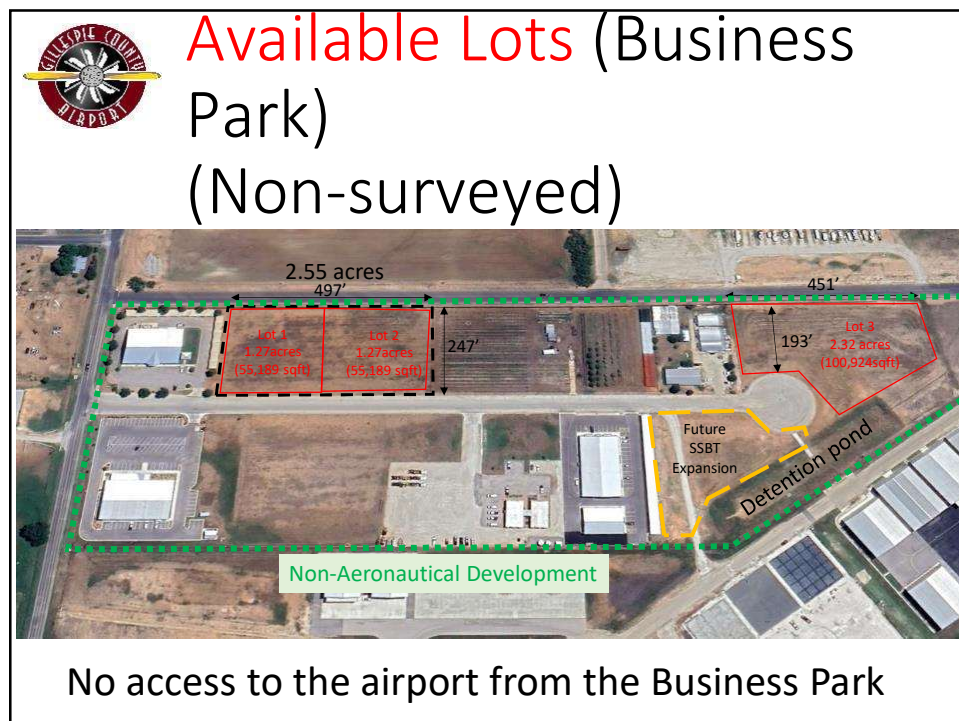 GILLESPIE COUNTY
AIRPORT
Available Lots (Business
Park)
(Non-surveyed)
2.55 acres
497’
451’
Lot 1
1.27acres
(55,189 sqft)
Lot 2
1.27acres
(55,189 sqft)
247’
193’
Lot 3
2.32 acres
(100,924sqft)
Future
SSBT
Expansion
Detention pond
Non-Aeronautical Development
No access to the airport from the Business Park